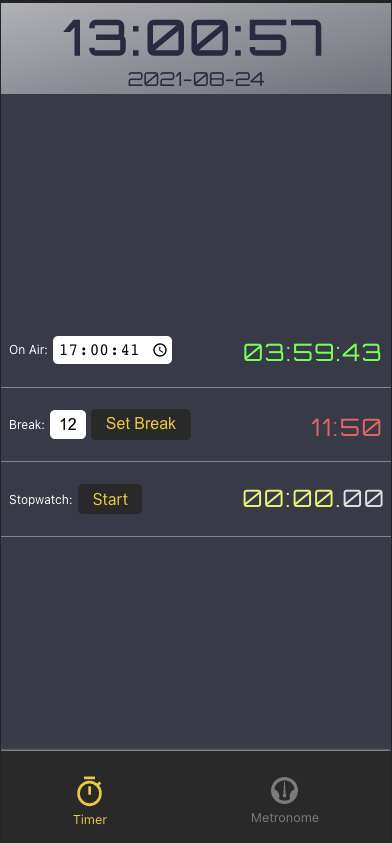 13:00:57
2021-08-24
On Air: 17:00:41 03:59:43
Break: 12 Set Break 11:50
Stopwatch: Start 00:00.00
Timer Metronome